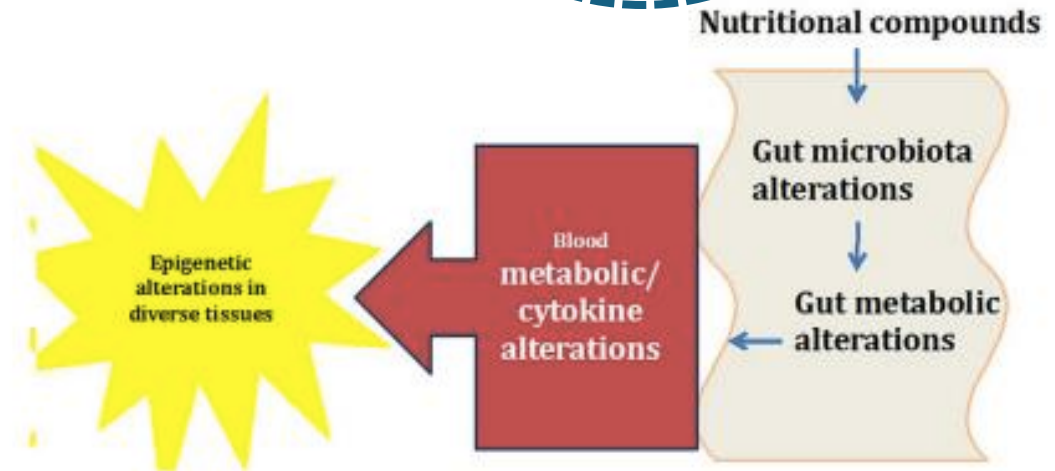 Nutritional compounds
Gut microbiota
alterations
Gut metabolic
alterations
Blood
metabolic/
cytokine
alterations
Epigenetic
alterations in
diverse tissues